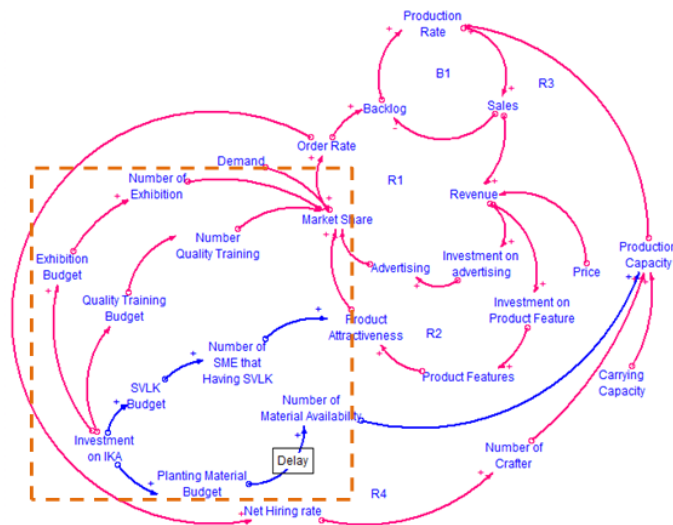 Production
Rate
B1
R3
Backlog
Sales
Order Rate
Demand
Number of
Exhibition
R1
Revenue
Market Share
Number
Quality Training
Exhibition
Budget
Advertising
Investment on
advertising
Price
Production
Capacity
Quality Training
Budget
Investment on
Product Feature
Product
Attractiveness
R2
Number of
SME that
Having SVLK
SVLK
Budget
Product Features
Carrying
Capacity
Number of
Material Availability
Investment
on IKA
Delay
Number of
Crafter
Planting Material
Budget
R4
Net Hiring rate